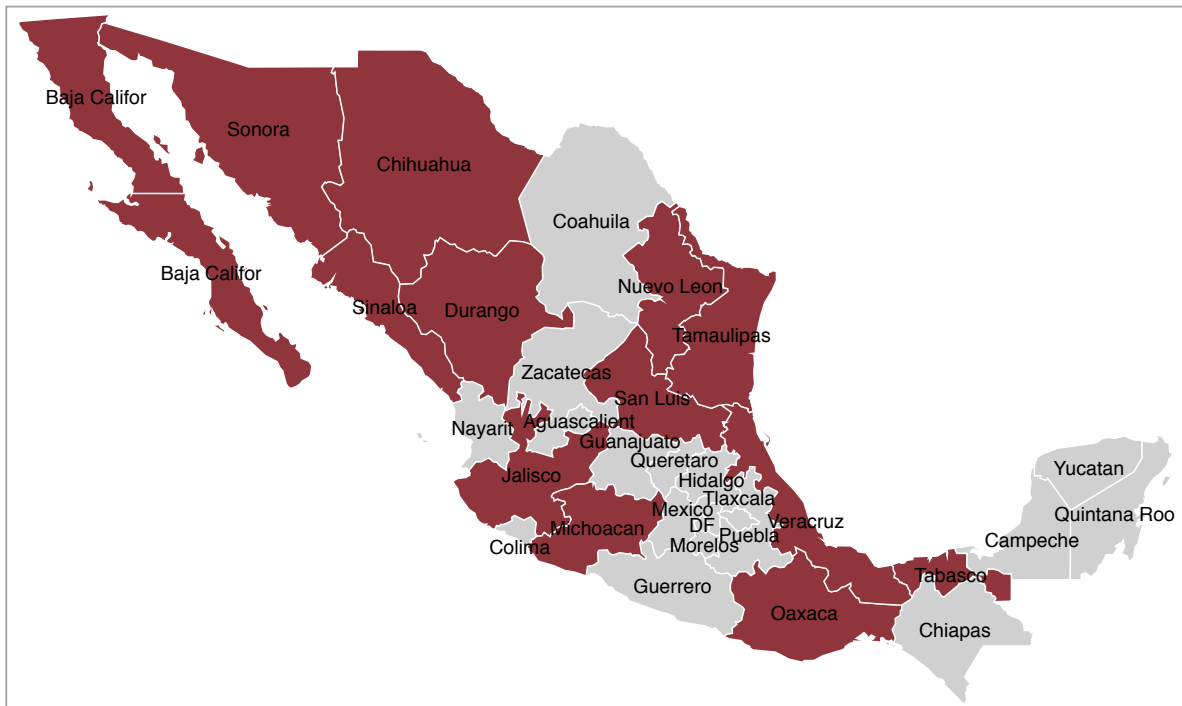 Baja Califor
Sonora
Chihuahua
Coahuila
Baja Califor
Nuevo Leon
Sinaloa
Durango
Tamaulipas
Zacatecas
San Luis
Nayarit
Aguascalient
Guanajuato
Queretaro
Yucatan
Jalisco
Hidalgo
Tlaxcala
Mexico
Quintana Roo
Michoacan
DF
Veracruz
Puebla
Campeche
Colima
Morelos
Tabasco
Guerrero
Oaxaca
Chiapas